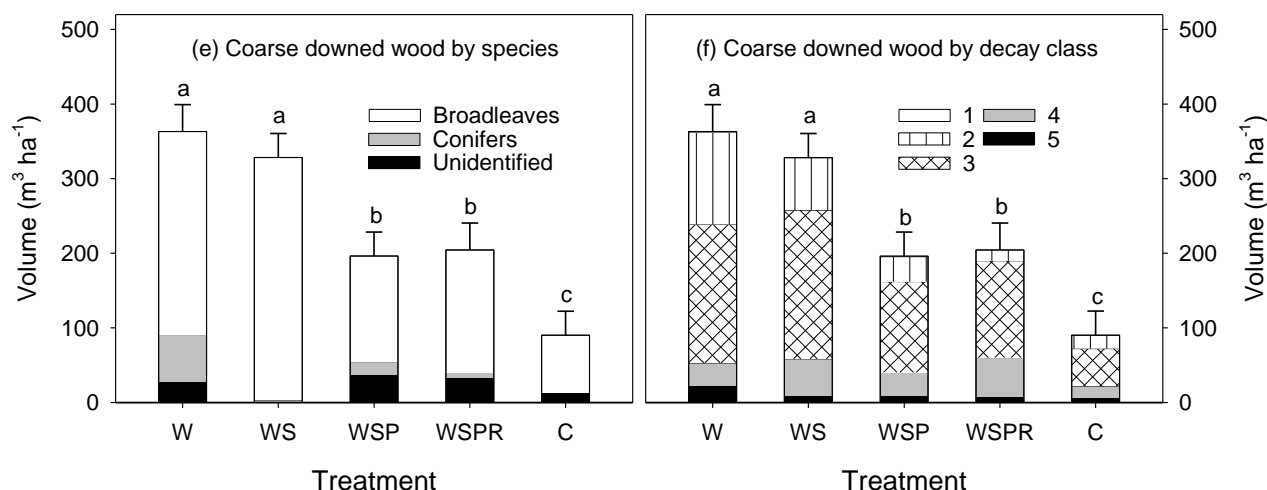 500
400
300
200
100
0
Volume (m³ ha⁻¹)
(e) Coarse downed wood by species
a
a
b
b
c
Broadleaves
Conifers
Unidentified
W WS WSP WSPR C
Treatment
(f) Coarse downed wood by decay class
a
a
b
b
c
1 4
2 5
3
W WS WSP WSPR C
Treatment
500
400
300
200
100
0
Volume (m³ ha⁻¹)